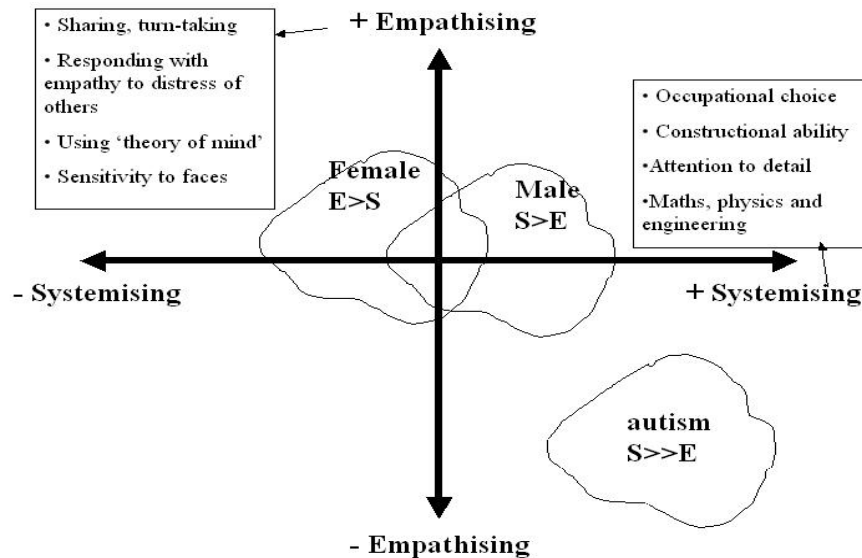 • Sharing, turn-taking
• Responding with
empathy to distress of
others
• Using ‘theory of mind’
• Sensitivity to faces
+ Empathising
• Occupational choice
• Constructional ability
•Attention to detail
•Maths, physics and
engineering
Female
E>S
Male
S>E
- Systemising
+ Systemising
autism
S>>E
- Empathising